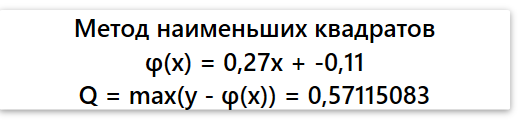 Метод наименьших квадратов
φ(x) = 0,27x + -0,11
Q = max(y - φ(x)) = 0,57115083